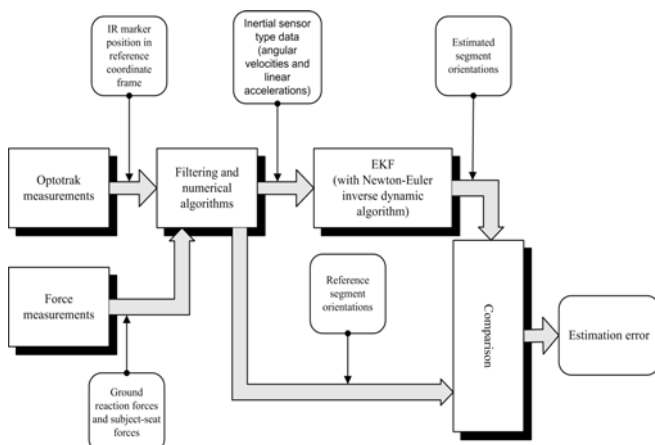 IR marker
position in
reference
coordinate
frame
Inertial sensor
type data
(angular
velocities and
linear
accelerations)
Estimated
segment
orientations
Optotrak
measurements
Filtering and
numerical
algorithms
EKF
(with Newton-Euler
inverse dynamic
algorithm)
Force
measurements
Reference
segment
orientations
Comparison
Estimation error
Ground
reaction forces
and subject-seat
forces